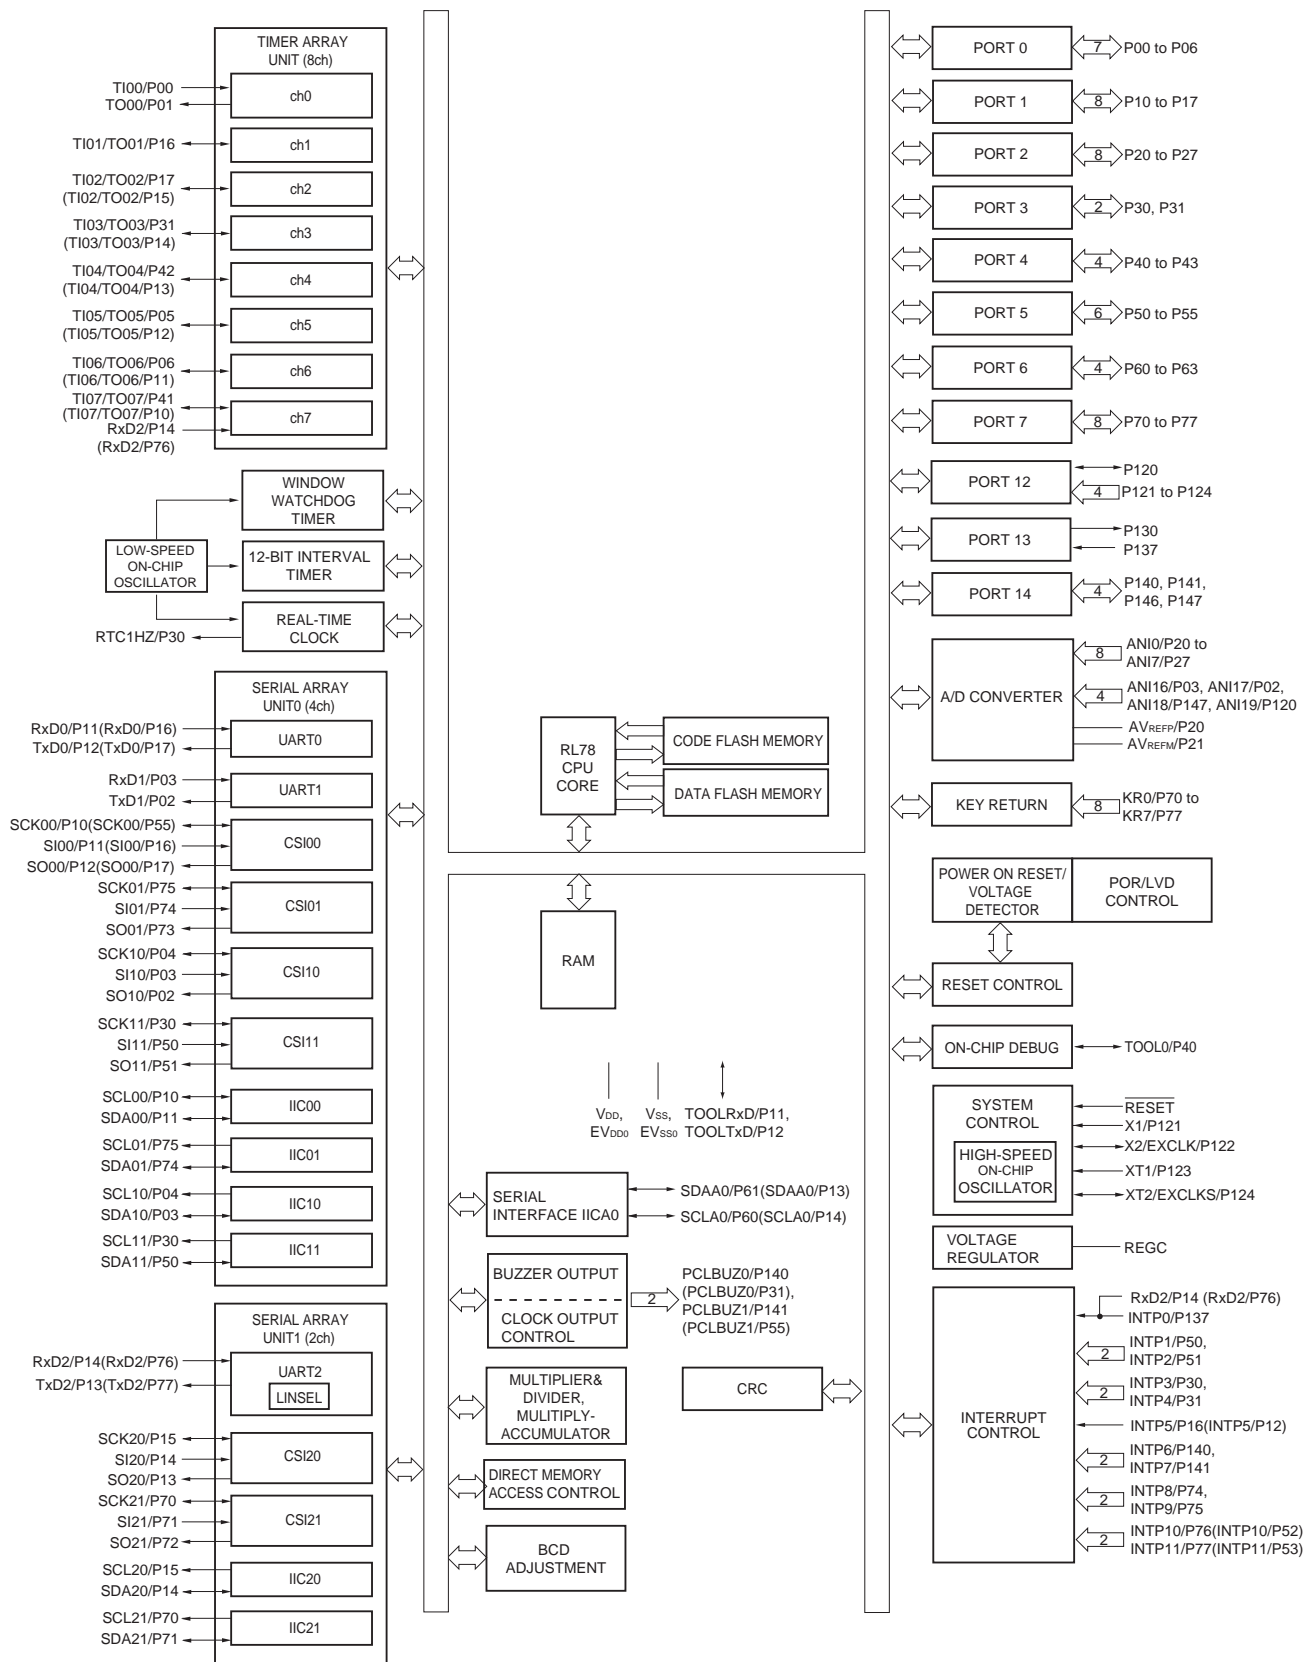 TIMER ARRAY
UNIT (8ch)
TI00/P00
TO00/P01
ch0
TI01/TO01/P16
ch1
TI02/TO02/P17
(TI02/TO02/P15)
ch2
TI03/TO03/P31
(TI03/TO03/P14)
ch3
TI04/TO04/P42
(TI04/TO04/P13)
ch4
TI05/TO05/P05
(TI05/TO05/P12)
ch5
TI06/TO06/P06
(TI06/TO06/P11)
ch6
TI07/TO07/P41
(TI07/TO07/P10)
RxD2/P14
(RxD2/P76)
ch7
WINDOW
WATCHDOG
TIMER
LOW-SPEED
ON-CHIP
OSCILLATOR
12-BIT INTERVAL
TIMER
REAL-TIME
CLOCK
RTC1HZ/P30
SERIAL ARRAY
UNIT0 (4ch)
RxD0/P11(RxD0/P16)
TxD0/P12(TxD0/P17)
UART0
RxD1/P03
TxD1/P02
UART1
SCK00/P10(SCK00/P55)
SI00/P11(SI00/P16)
SO00/P12(SO00/P17)
CSI00
SCK01/P75
SI01/P74
SO01/P73
CSI01
SCK10/P04
SI10/P03
SO10/P02
CSI10
SCK11/P30
SI11/P50
SO11/P51
CSI11
SCL00/P10
SDA00/P11
IIC00
SCL01/P75
SDA01/P74
IIC01
SCL10/P04
SDA10/P03
IIC10
SCL11/P30
SDA11/P50
IIC11
SERIAL ARRAY
UNIT1 (2ch)
RxD2/P14(RxD2/P76)
TxD2/P13(TxD2/P77)
UART2
LINSEL
SCK20/P15
SI20/P14
SO20/P13
CSI20
SCK21/P70
SI21/P71
SO21/P72
CSI21
SCL20/P15
SDA20/P14
IIC20
SCL21/P70
SDA21/P71
IIC21
RL78
CPU
CORE
CODE FLASH MEMORY
DATA FLASH MEMORY
RAM
VDD,
EVDD0
VSS,
EVSS0
TOOLRxD/P11,
TOOLTxD/P12
SERIAL
INTERFACE IICA0
SDAA0/P61(SDAA0/P13)
SCLA0/P60(SCLA0/P14)
BUZZER OUTPUT
CLOCK OUTPUT
CONTROL
2
PCLBUZ0/P140
(PCLBUZ0/P31),
PCLBUZ1/P141
(PCLBUZ1/P55)
MULTIPLIER&
DIVIDER,
MULITIPLY-
ACCUMULATOR
CRC
DIRECT MEMORY
ACCESS CONTROL
BCD
ADJUSTMENT
PORT 0
7
P00 to P06
PORT 1
8
P10 to P17
PORT 2
8
P20 to P27
PORT 3
2
P30, P31
PORT 4
4
P40 to P43
PORT 5
6
P50 to P55
PORT 6
4
P60 to P63
PORT 7
8
P70 to P77
PORT 12
P120
4
P121 to P124
PORT 13
P130
P137
PORT 14
4
P140, P141,
P146, P147
A/D CONVERTER
8
ANI0/P20 to
ANI7/P27
4
ANI16/P03, ANI17/P02,
ANI18/P147, ANI19/P120
AVREFP/P20
AVREFM/P21
KEY RETURN
8
KR0/P70 to
KR7/P77
POWER ON RESET/
VOLTAGE
DETECTOR
POR/LVD
CONTROL
RESET CONTROL
ON-CHIP DEBUG
TOOL0/P40
SYSTEM
CONTROL
HIGH-SPEED
ON-CHIP
OSCILLATOR
RESET
X1/P121
X2/EXCLK/P122
XT1/P123
XT2/EXCLKS/P124
VOLTAGE
REGULATOR
REGC
INTERRUPT
CONTROL
RxD2/P14 (RxD2/P76)
INTP0/P137
2
INTP1/P50,
INTP2/P51
2
INTP3/P30,
INTP4/P31
INTP5/P16(INTP5/P12)
2
INTP6/P140,
INTP7/P141
2
INTP8/P74,
INTP9/P75
2
INTP10/P76(INTP10/P52)
INTP11/P77(INTP11/P53)